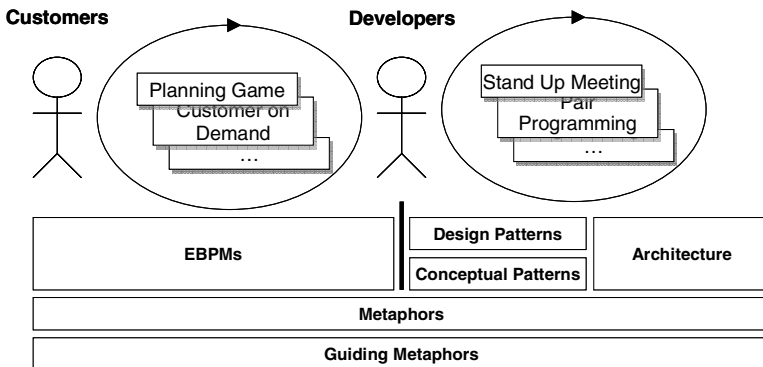 Customers
Developers
Planning Game
Customer on
Demand
...
Stand Up Meeting
Pair
Programming
...
EBPMs
Design Patterns
Conceptual Patterns
Architecture
Metaphors
Guiding Metaphors